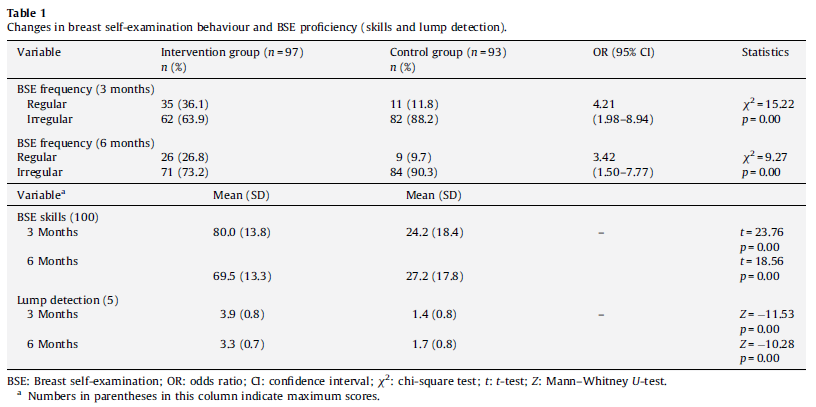 Table 1
Changes in breast self-examination behaviour and BSE proficiency (skills and lump detection).
Variable Intervention group (n = 97) Control group (n = 93) OR (95% CI) Statistics
n (%) n (%)
BSE frequency (3 months)
Regular 35 (36.1) 11 (11.8) 4.21 χ² = 15.22
Irregular 62 (63.9) 82 (88.2) (1.98–8.94) p = 0.00
BSE frequency (6 months)
Regular 26 (26.8) 9 (9.7) 3.42 χ² = 9.27
Irregular 71 (73.2) 84 (90.3) (1.50–7.77) p = 0.00
Variableᵃ Mean (SD) Mean (SD)
BSE skills (100)
3 Months 80.0 (13.8) 24.2 (18.4) – t = 23.76
p = 0.00
6 Months t = 18.56
69.5 (13.3) 27.2 (17.8) p = 0.00
Lump detection (5)
3 Months 3.9 (0.8) 1.4 (0.8) – Z = −11.53
p = 0.00
6 Months 3.3 (0.7) 1.7 (0.8) Z = −10.28
p = 0.00
BSE: Breast self-examination; OR: odds ratio; CI: confidence interval; χ²: chi-square test; t: t-test; Z: Mann–Whitney U-test.
ᵃ Numbers in parentheses in this column indicate maximum scores.